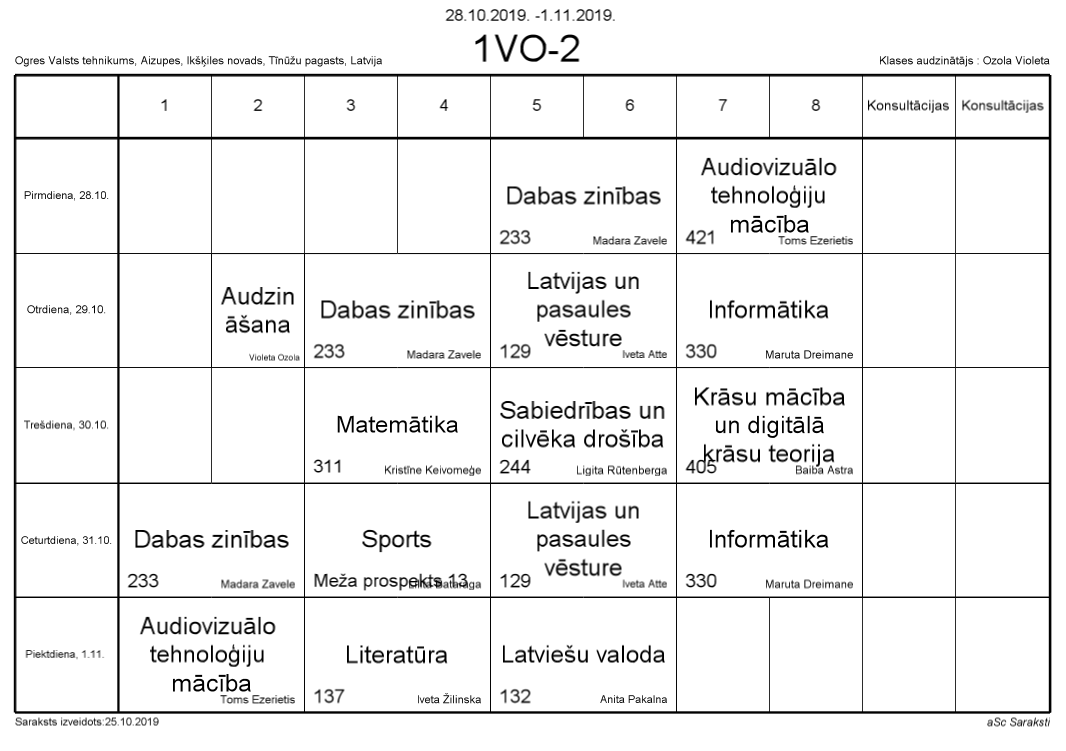 28.10.2019. -1.11.2019.
1VO-2
Ogres Valsts tehnikums, Aizupes, Ikšķiles novads, Tīnūžu pagasts, Latvija
Klases audzinātājs : Ozola Violeta
1 2 3 4 5 6 7 8 Konsultācijas Konsultācijas
Pirmdiena, 28.10.
Dabas zinības
233 Madara Zavele
Audiovizuālo
tehnoloģiju
mācība
421 Toms Ezerietis
Otrdiena, 29.10.
Audzin
āšana
Violeta Ozola
Dabas zinības
233 Madara Zavele
Latvijas un
pasaules
vēsture
129 Iveta Atte
Informātika
330 Maruta Dreimane
Trešdiena, 30.10.
Matemātika
311 Kristīne Keivomeģe
Sabiedrības un
cilvēka drošība
244 Ligita Rūtenberga
Krāsu mācība
un digitālā
krāsu teorija
405 Baiba Astra
Ceturtdiena, 31.10.
Dabas zinības
233 Madara Zavele
Sports
Meža prospekts 13
Latvijas un
pasaules
vēsture
129 Iveta Atte
Informātika
330 Maruta Dreimane
Piektdiena, 1.11.
Audiovizuālo
tehnoloģiju
mācība
Toms Ezerietis
Literatūra
137 Iveta Žilinska
Latviešu valoda
132 Anita Pakalna
Saraksts izveidots:25.10.2019
aSc Saraksti